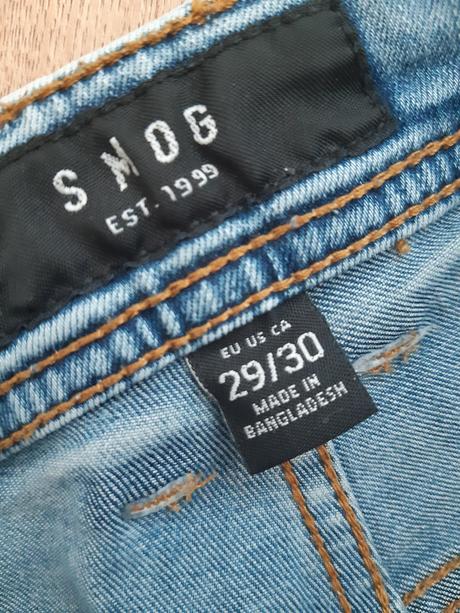 SMOG
EST. 1999
EU US CA
29/30
MADE IN
BANGLADESH